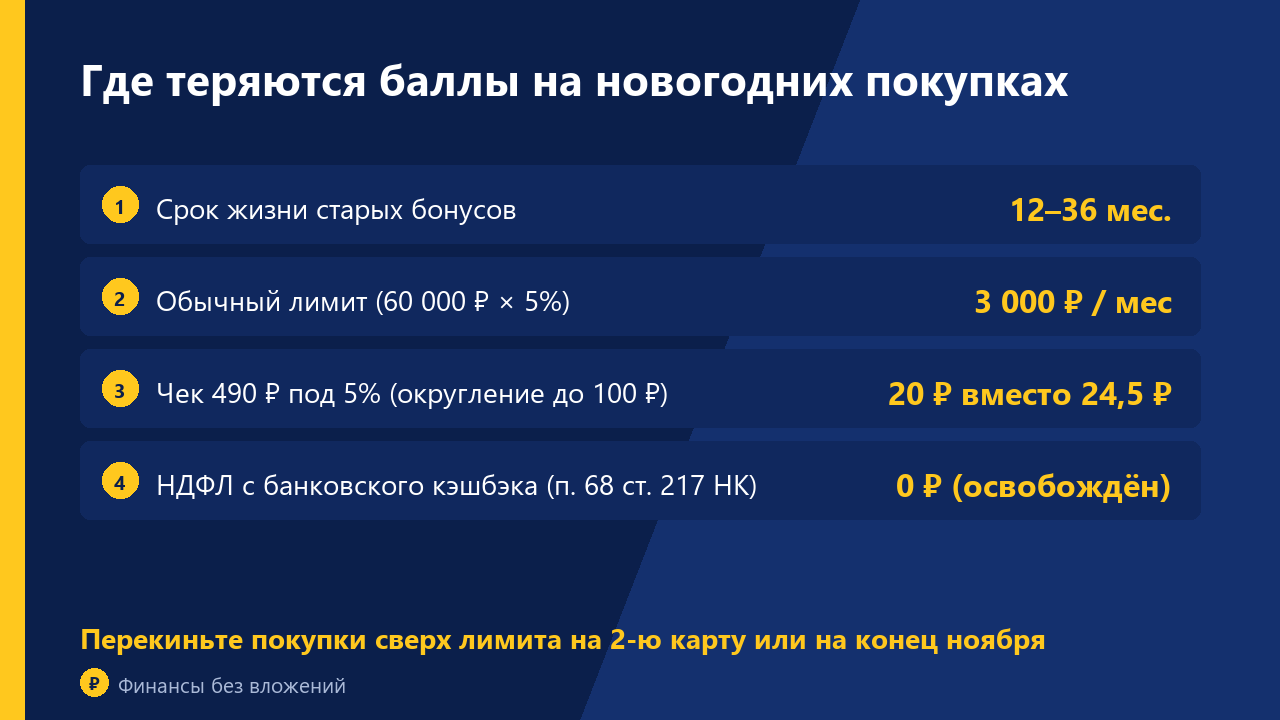 Где теряются баллы на новогодних покупках
1 Срок жизни старых бонусов 12–36 мес.
2 Обычный лимит (60 000 ₽ × 5%) 3 000 ₽ / мес
3 Чек 490 ₽ под 5% (округление до 100 ₽) 20 ₽ вместо 24,5 ₽
4 НДФЛ с банковского кэшбэка (п. 68 ст. 217 НК) 0 ₽ (освобождён)
Перекиньте покупки сверх лимита на 2-ю карту или на конец ноября
₽ Финансы без вложений